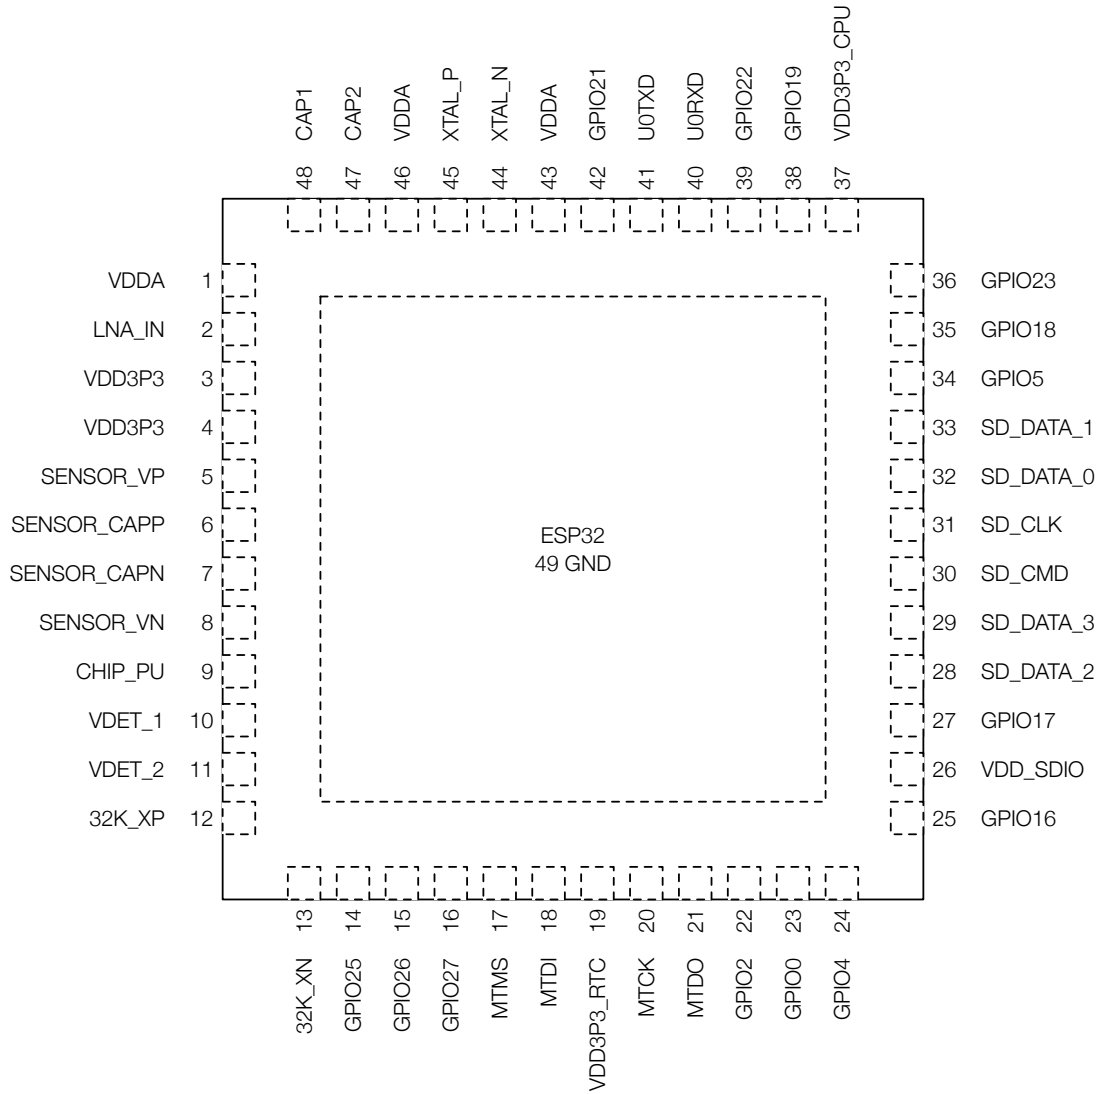 CAP1 48
CAP2 47
VDDA 46
XTAL_P 45
XTAL_N 44
VDDA 43
GPIO21 42
U0TXD 41
U0RXD 40
GPIO22 39
GPIO19 38
VDD3P3_CPU 37
VDDA 1
LNA_IN 2
VDD3P3 3
VDD3P3 4
SENSOR_VP 5
SENSOR_CAPP 6
SENSOR_CAPN 7
SENSOR_VN 8
CHIP_PU 9
VDET_1 10
VDET_2 11
32K_XP 12
ESP32
49 GND
36 GPIO23
35 GPIO18
34 GPIO5
33 SD_DATA_1
32 SD_DATA_0
31 SD_CLK
30 SD_CMD
29 SD_DATA_3
28 SD_DATA_2
27 GPIO17
26 VDD_SDIO
25 GPIO16
32K_XN 13
GPIO25 14
GPIO26 15
GPIO27 16
MTMS 17
MTDI 18
VDD3P3_RTC 19
MTCK 20
MTDO 21
GPIO2 22
GPIO0 23
GPIO4 24